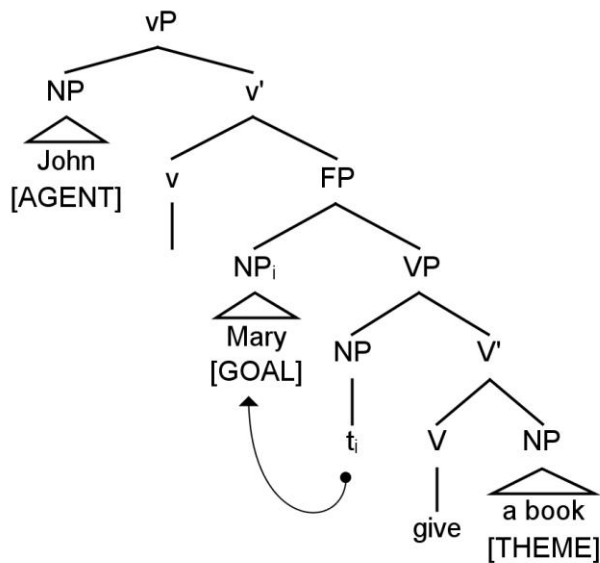 vP
NP v'
John
[AGENT]
v FP
NPi VP
Mary
[GOAL]
NP V'
ti V NP
give
a book
[THEME]